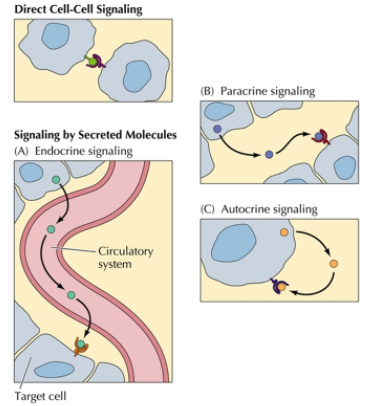 Direct Cell-Cell Signaling
Signaling by Secreted Molecules
(A) Endocrine signaling
Circulatory
system
Target cell
(B) Paracrine signaling
(C) Autocrine signaling